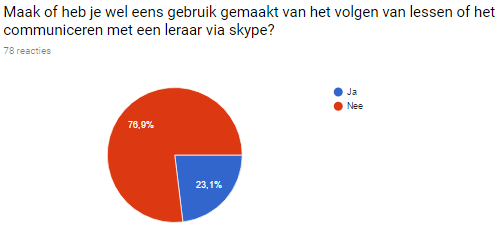 Maak of heb je wel eens gebruik gemaakt van het volgen van lessen of het
communiceren met een leraar via skype?
78 reacties
Ja
Nee
76,9%
23,1%